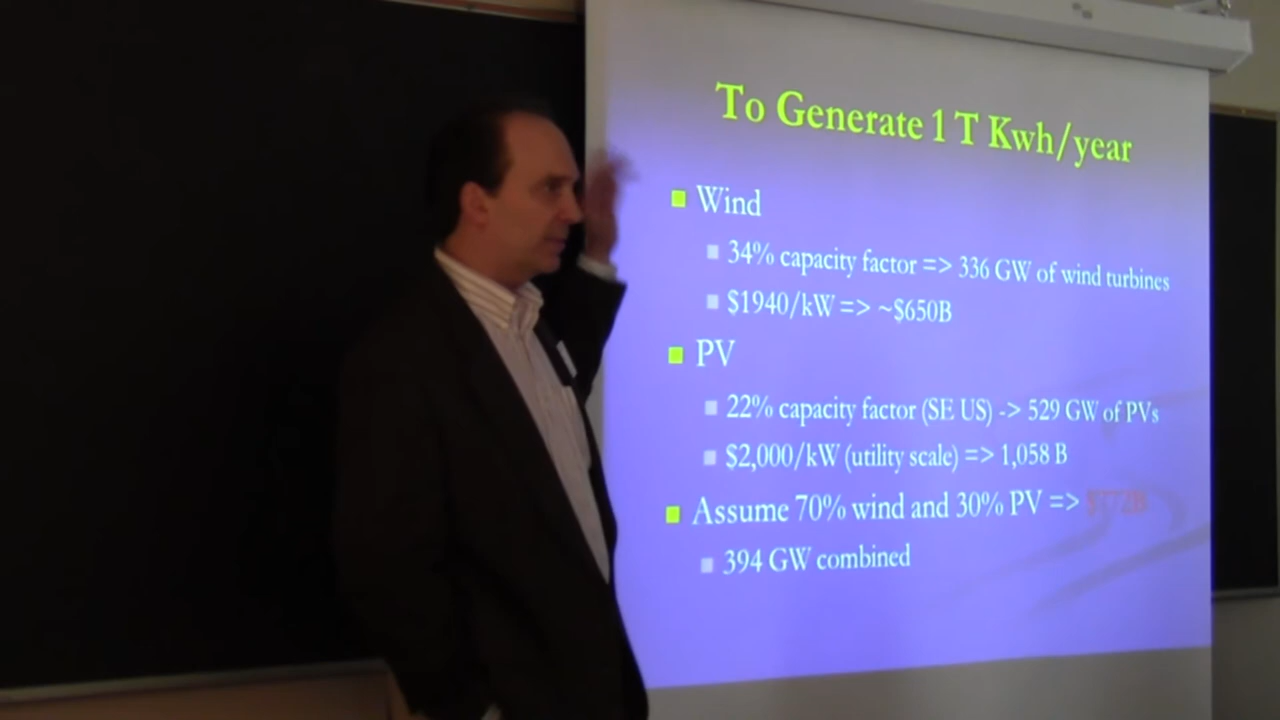 To Generate 1 T Kwh/year
Wind
34% capacity factor => 336 GW of wind turbines
$1940/kW => ~$650B
PV
22% capacity factor (SE US) -> 529 GW of PVs
$2,000/kW (utility scale) => 1,058 B
Assume 70% wind and 30% PV => $772B
394 GW combined